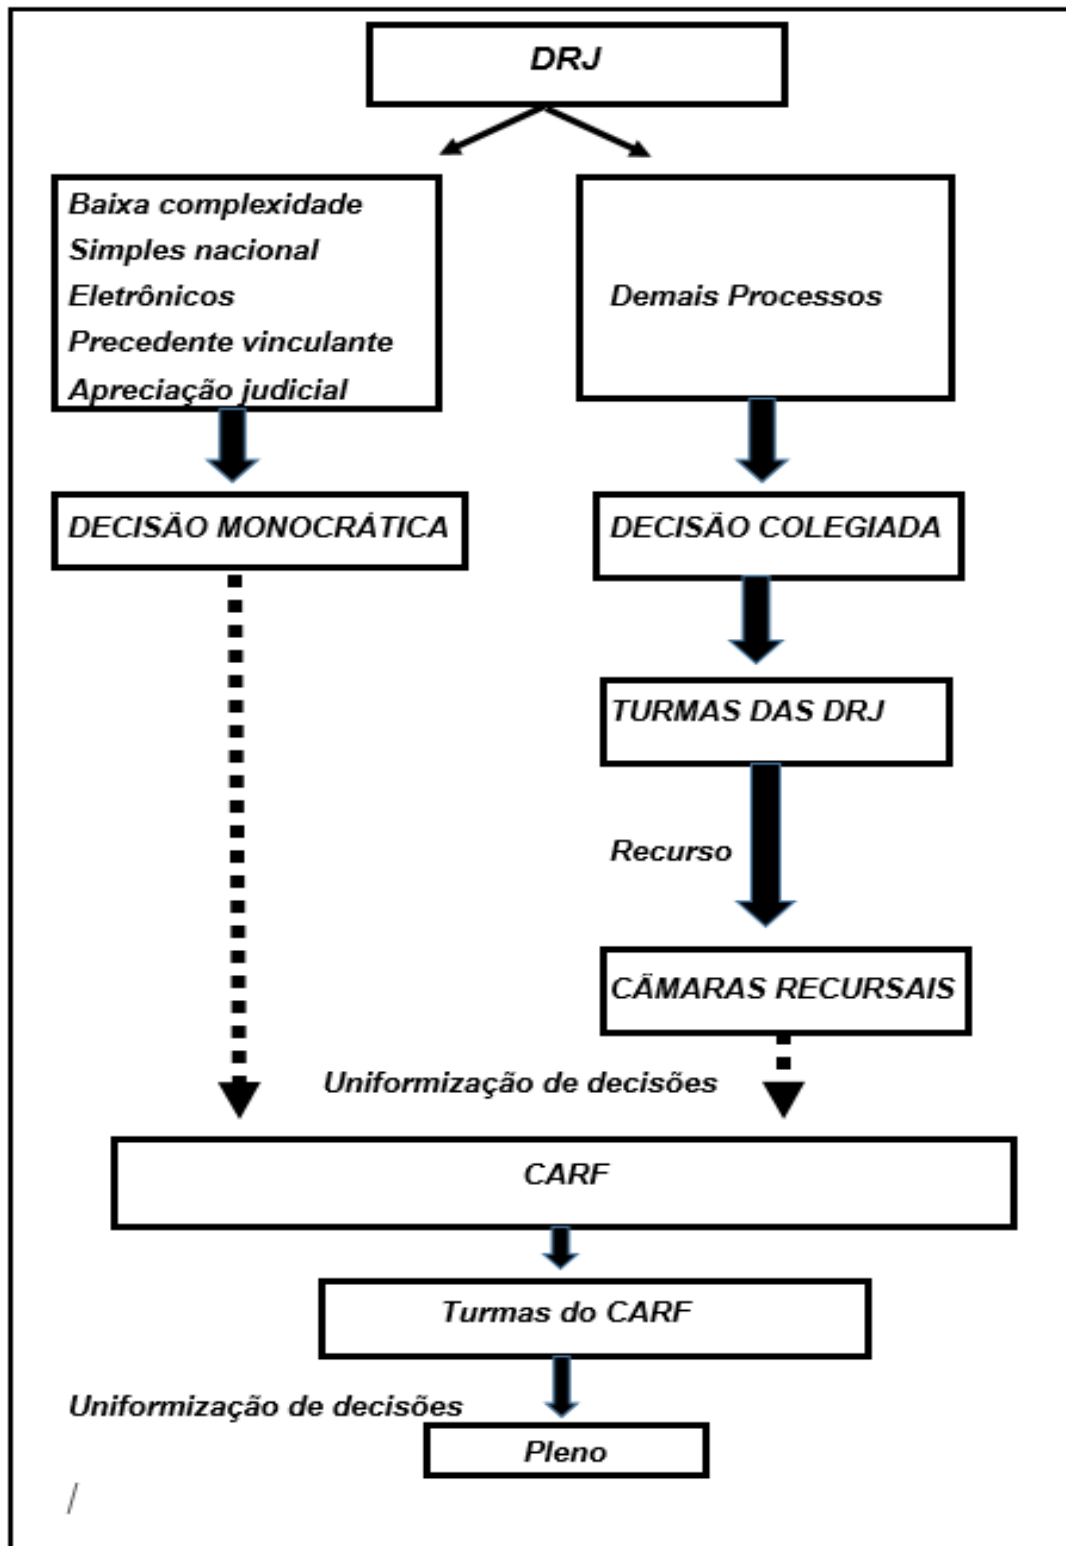 DRJ
Baixa complexidade
Simples nacional
Eletrônicos
Precedente vinculante
Apreciação judicial
Demais Processos
DECISÃO MONOCRÁTICA
DECISÃO COLEGIADA
TURMAS DAS DRJ
Recurso
CÂMARAS RECURSAIS
Uniformização de decisões
CARF
Turmas do CARF
Uniformização de decisões
Pleno
/